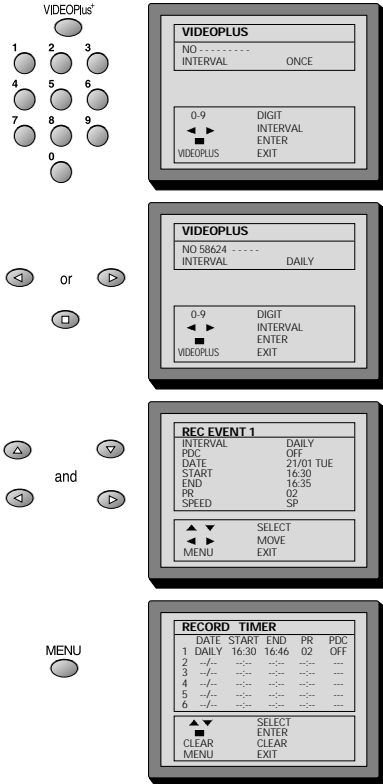 VIDEOPlus+
1 2 3
4 5 6
7 8 9
0
VIDEOPLUS
NO ---------
INTERVAL ONCE
0-9 DIGIT
◄ ► INTERVAL
■ ENTER
VIDEOPLUS EXIT
or
VIDEOPLUS
NO 58624 -----
INTERVAL DAILY
0-9 DIGIT
◄ ► INTERVAL
■ ENTER
VIDEOPLUS EXIT
and
REC EVENT 1
INTERVAL DAILY
PDC OFF
DATE 21/01 TUE
START 16:30
END 16:35
PR 02
SPEED SP
▲ ▼ SELECT
◄ ► MOVE
MENU EXIT
MENU
RECORD TIMER
DATE START END PR PDC
1 DAILY 16:30 16:46 02 OFF
2 --/-- --:-- --:-- --:-- ---
3 --/-- --:-- --:-- --:-- ---
4 --/-- --:-- --:-- --:-- ---
5 --/-- --:-- --:-- --:-- ---
6 --/-- --:-- --:-- --:-- ---
▲ ▼ SELECT
■ ENTER
CLEAR CLEAR
MENU EXIT